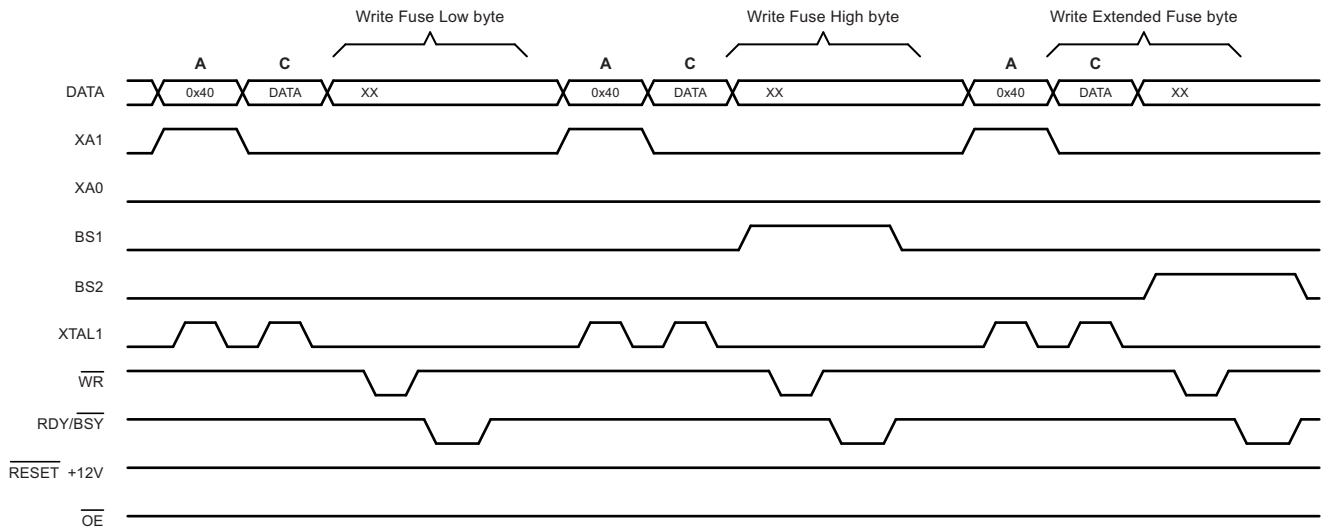 Write Fuse Low byte Write Fuse High byte Write Extended Fuse byte
A C A C A C
DATA 0x40 DATA XX 0x40 DATA XX 0x40 DATA XX
XA1
XA0
BS1
BS2
XTAL1
WR
RDY/BSY
RESET +12V
OE